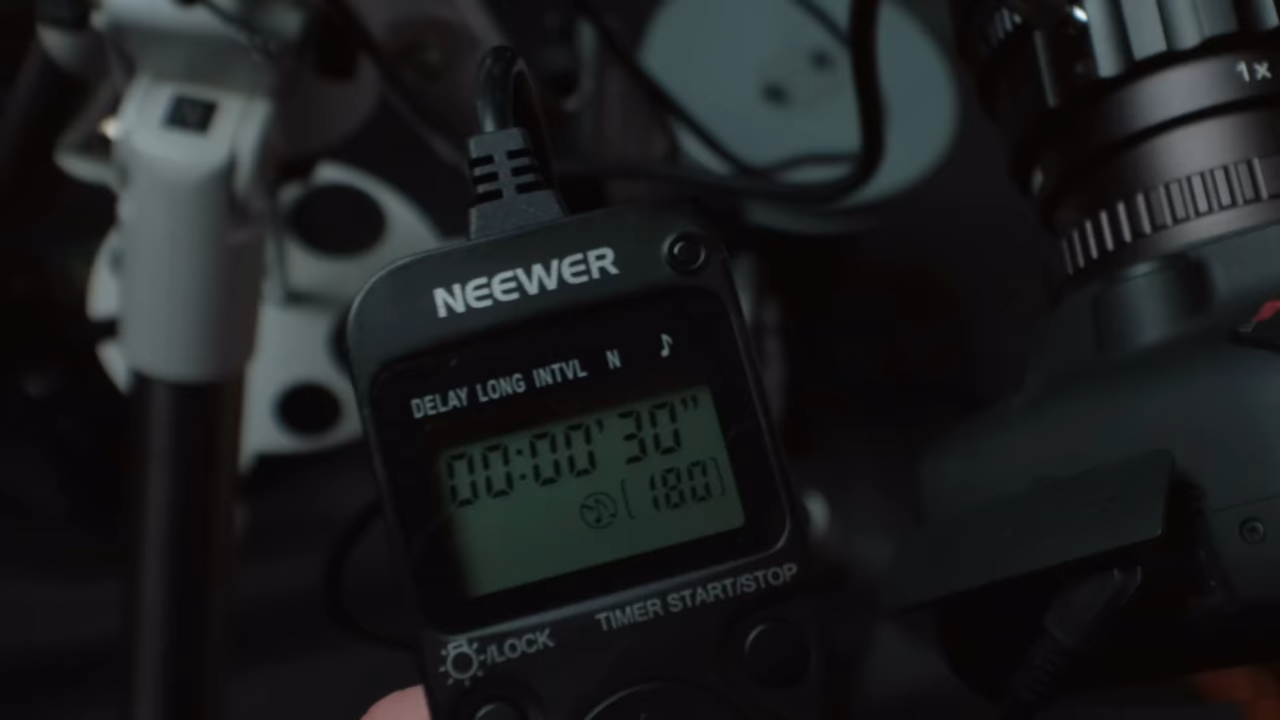 1x
NEEWER
DELAY LONG INTVL N
00:00'30"
(180)
TIMER START/STOP
/LOCK